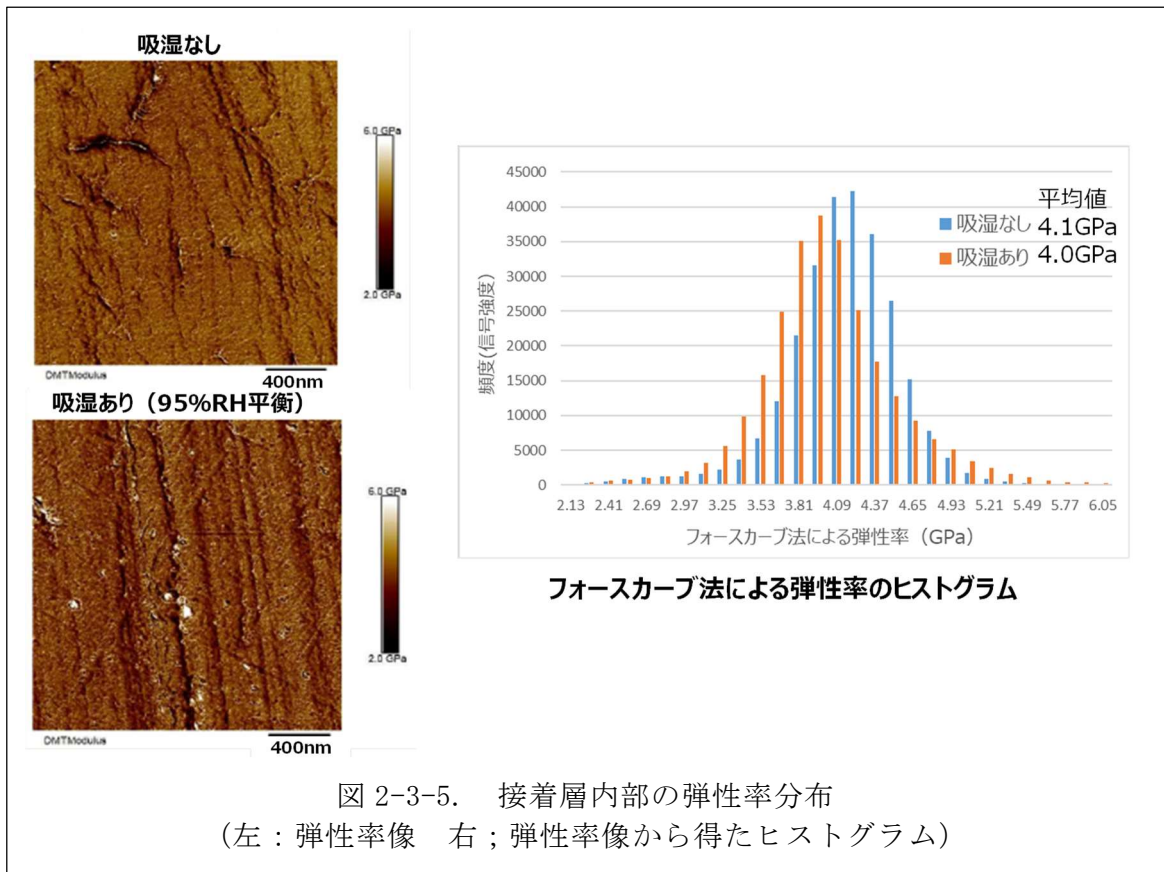 吸湿なし
6.0 GPa
2.0 GPa
DMTModulus
400nm
吸湿あり（95%RH平衡）
6.0 GPa
2.0 GPa
DMTModulus
400nm
頻度(信号強度)
45000
40000
35000
30000
25000
20000
15000
10000
5000
0
平均値
吸湿なし 4.1GPa
吸湿あり 4.0GPa
2.13 2.41 2.69 2.97 3.25 3.53 3.81 4.09 4.37 4.65 4.93 5.21 5.49 5.77 6.05
フォースカーブ法による弾性率（GPa）
フォースカーブ法による弾性率のヒストグラム
図 2-3-5.　接着層内部の弾性率分布
（左：弾性率像　右；弾性率像から得たヒストグラム）